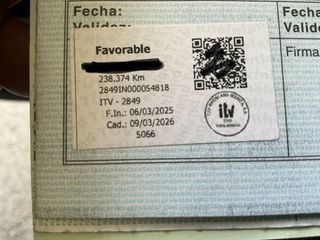 Fecha:
Validez:
Favorable
238,374 Km
2849IN000054818
ITV - 2849
F.In.: 06/03/2025
Cad.: 09/03/2026
5066
itv
Fecha
Valide
Firma